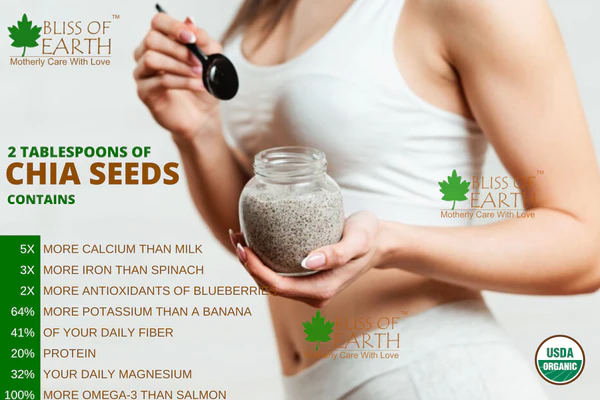 BLISS OF
EARTH™
Motherly Care With Love
2 TABLESPOONS OF
CHIA SEEDS
CONTAINS
5X MORE CALCIUM THAN MILK
3X MORE IRON THAN SPINACH
2X MORE ANTIOXIDANTS OF BLUEBERRIES
64% MORE POTASSIUM THAN A BANANA
41% OF YOUR DAILY FIBER
20% PROTEIN
32% YOUR DAILY MAGNESIUM
100% MORE OMEGA-3 THAN SALMON
BLISS OF
EARTH™
Motherly Care With Love
BLISS OF
EARTH
Motherly Care With Love
USDA
ORGANIC